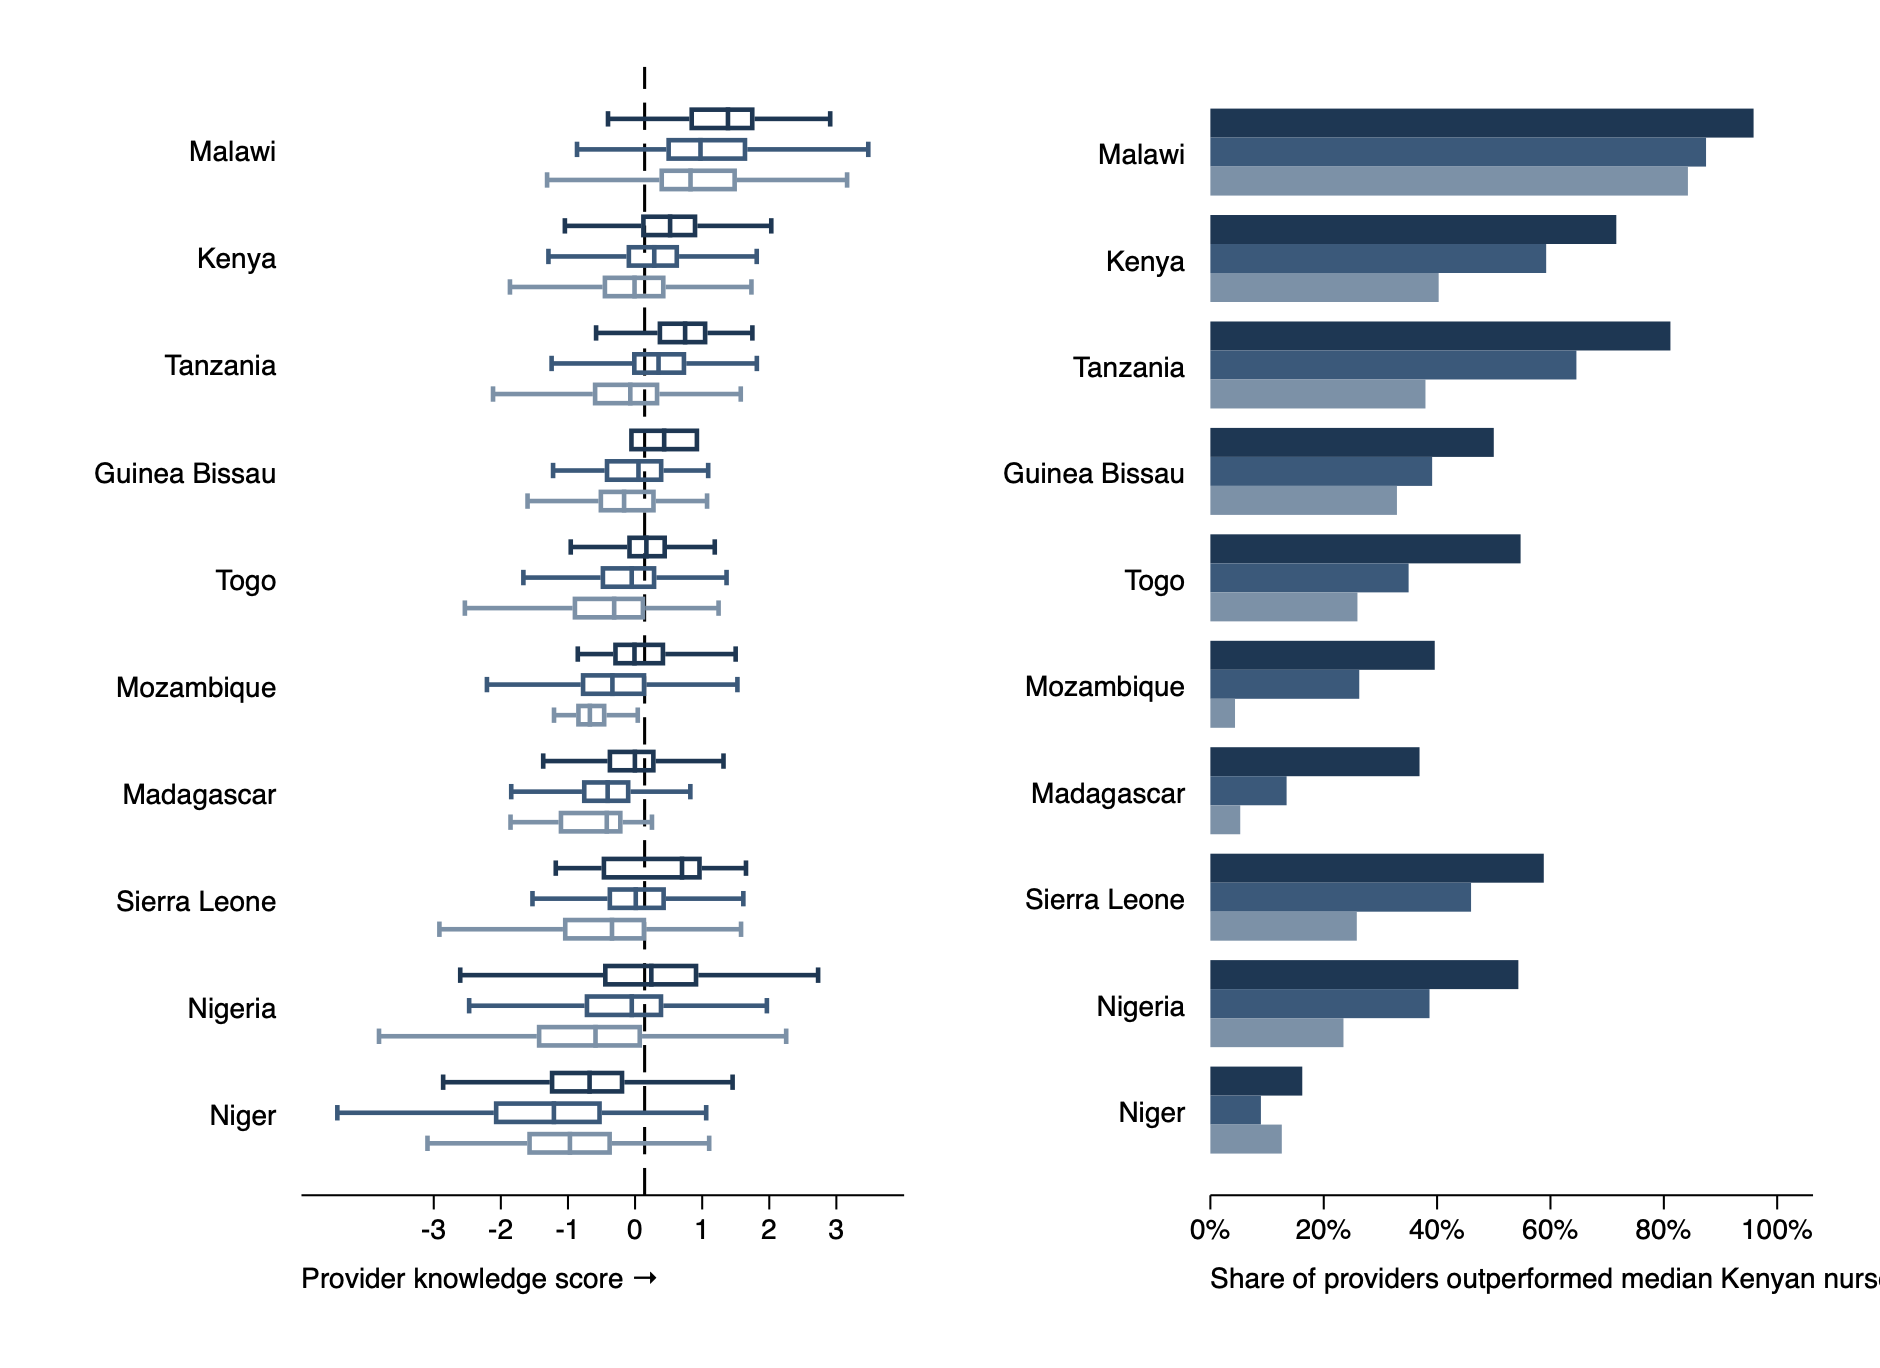 Malawi
Kenya
Tanzania
Guinea Bissau
Togo
Mozambique
Madagascar
Sierra Leone
Nigeria
Niger
-3 -2 -1 0 1 2 3
Provider knowledge score →
Malawi
Kenya
Tanzania
Guinea Bissau
Togo
Mozambique
Madagascar
Sierra Leone
Nigeria
Niger
0% 20% 40% 60% 80% 100%
Share of providers outperformed median Kenyan